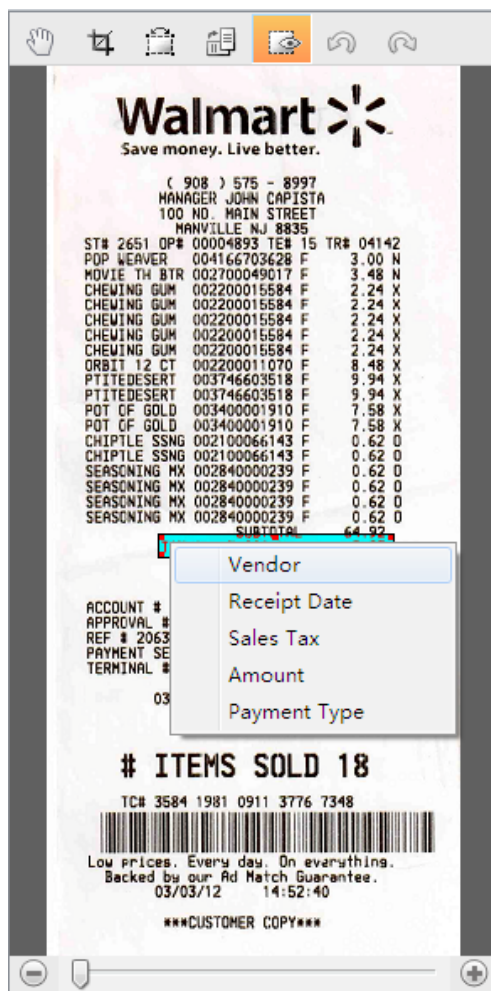 Walmart
Save money. Live better.
( 908 ) 575 - 8997
MANAGER JOHN CAPISTA
100 NO. MAIN STREET
MANVILLE NJ 8835
ST# 2651 OP# 00004893 TE# 15 TR# 04142
POP WEAVER 004166703628 F 3.00 N
MOVIE TH BTR 002700049017 F 3.48 N
CHEWING GUM 002200015584 F 2.24 X
CHEWING GUM 002200015584 F 2.24 X
CHEWING GUM 002200015584 F 2.24 X
CHEWING GUM 002200015584 F 2.24 X
CHEWING GUM 002200015584 F 2.24 X
ORBIT 12 CT 002200011070 F 8.48 X
PTITEDESERT 003746603518 F 9.94 X
PTITEDESERT 003746603518 F 9.94 X
POT OF GOLD 003400001910 F 7.58 X
POT OF GOLD 003400001910 F 7.58 X
CHIPTLE SSNG 002100066143 F 0.62 O
CHIPTLE SSNG 002100066143 F 0.62 O
SEASONING MX 002840000239 F 0.62 O
SEASONING MX 002840000239 F 0.62 O
SEASONING MX 002840000239 F 0.62 O
SEASONING MX 002840000239 F 0.62 O
SUBTOTAL 64.92
Vendor
Receipt Date
Sales Tax
Amount
Payment Type
ACCOUNT #
APPROVAL #
REF # 2063
PAYMENT SE
TERMINAL #
03
# ITEMS SOLD 18
TC# 3584 1981 0911 3776 7348
Low prices. Every day. On everything.
Backed by our Ad Match Guarantee.
03/03/12 14:52:40
***CUSTOMER COPY***